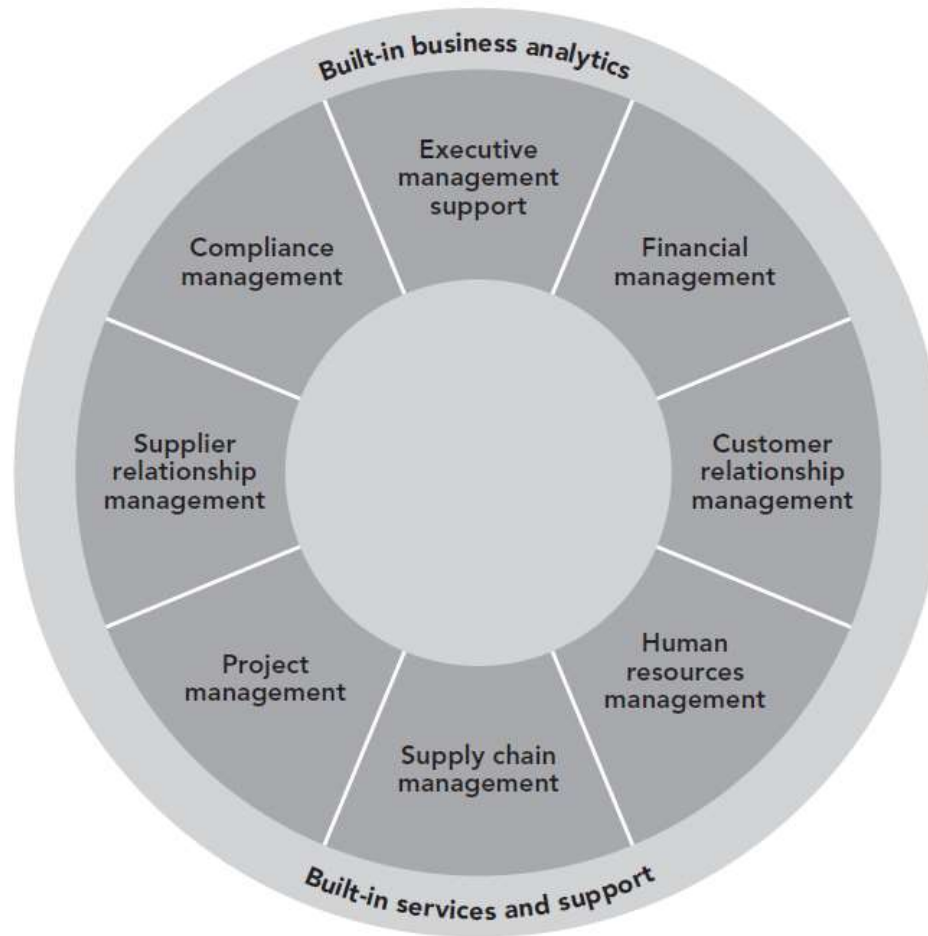 Built-in business analytics
Executive
management
support
Financial
management
Customer
relationship
management
Human
resources
management
Supply chain
management
Project
management
Supplier
relationship
management
Compliance
management
Built-in services and support